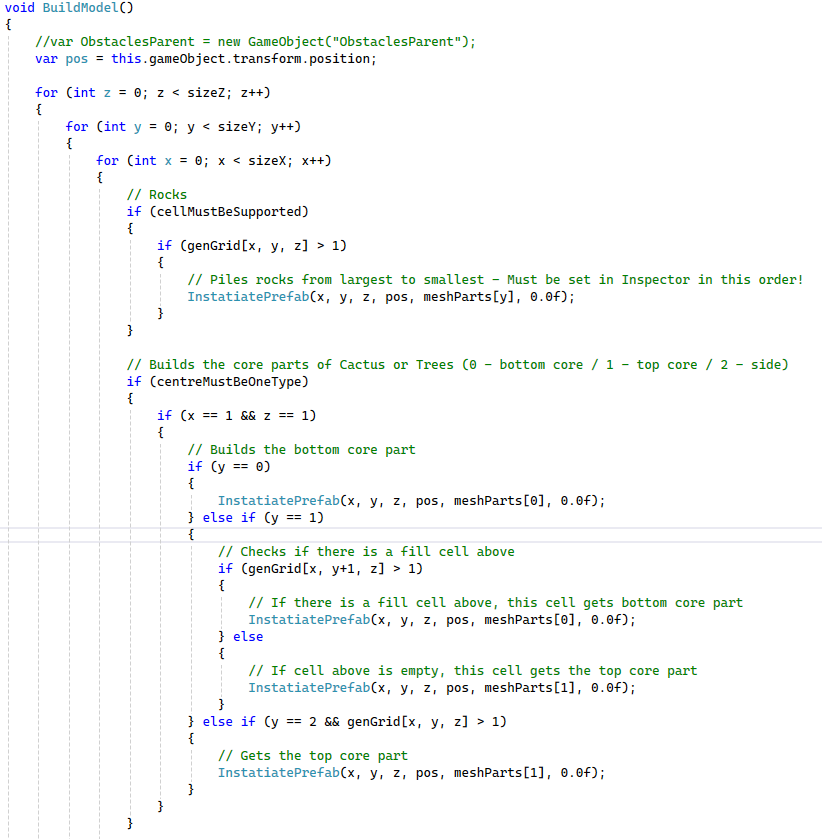 void BuildModel()
{
    //var ObstaclesParent = new GameObject("ObstaclesParent");
    var pos = this.gameObject.transform.position;

    for (int z = 0; z < sizeZ; z++)
    {
        for (int y = 0; y < sizeY; y++)
        {
            for (int x = 0; x < sizeX; x++)
            {
                // Rocks
                if (cellMustBeSupported)
                {
                    if (genGrid[x, y, z] > 1)
                    {
                        // Piles rocks from largest to smallest - Must be set in Inspector in this order!
                        InstatiatePrefab(x, y, z, pos, meshParts[y], 0.0f);
                    }
                }

                // Builds the core parts of Cactus or Trees (0 - bottom core / 1 - top core / 2 - side)
                if (centreMustBeOneType)
                {
                    if (x == 1 && z == 1)
                    {
                        // Builds the bottom core part
                        if (y == 0)
                        {
                            InstatiatePrefab(x, y, z, pos, meshParts[0], 0.0f);
                        } else if (y == 1)
                        {
                            // Checks if there is a fill cell above
                            if (genGrid[x, y+1, z] > 1)
                            {
                                // If there is a fill cell above, this cell gets bottom core part
                                InstatiatePrefab(x, y, z, pos, meshParts[0], 0.0f);
                            } else
                            {
                                // If cell above is empty, this cell gets the top core part
                                InstatiatePrefab(x, y, z, pos, meshParts[1], 0.0f);
                            }
                        } else if (y == 2 && genGrid[x, y, z] > 1)
                        {
                            // Gets the top core part
                            InstatiatePrefab(x, y, z, pos, meshParts[1], 0.0f);
                        }
                    }
                }